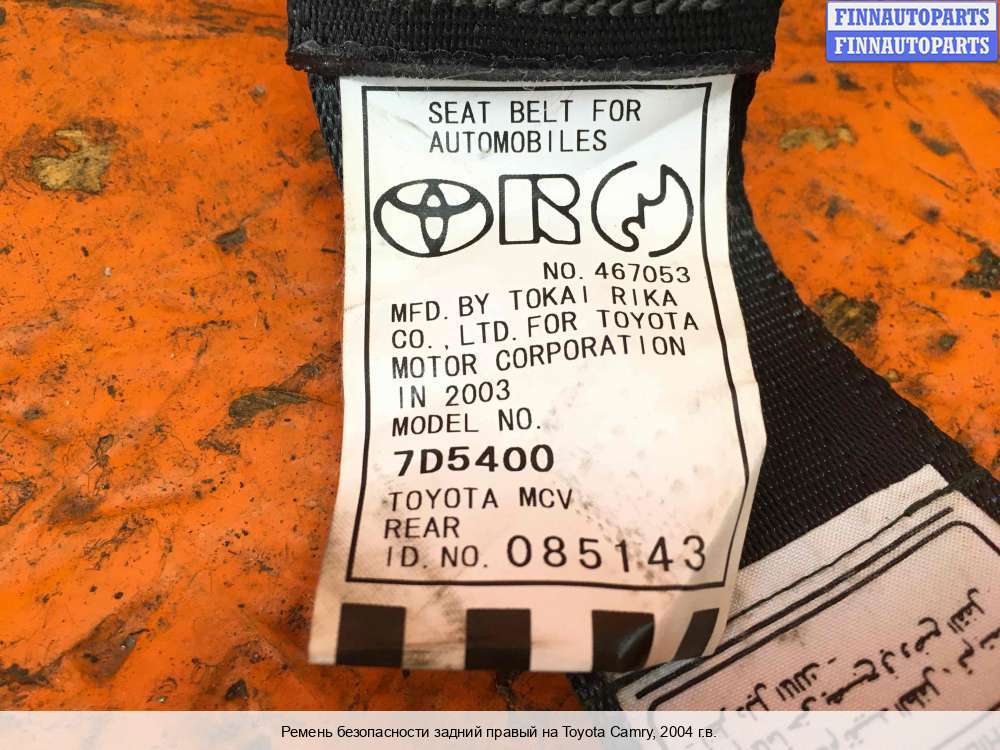 FINNAUTOPARTS
FINNAUTOPARTS
SEAT BELT FOR
AUTOMOBILES
NO. 467053
MFD. BY TOKAI RIKA
CO., LTD. FOR TOYOTA
MOTOR CORPORATION
IN 2003
MODEL NO.
7D5400
TOYOTA MCV
REAR
ID. NO. 085143
Ремень безопасности задний правый на Toyota Camry, 2004 г.в.